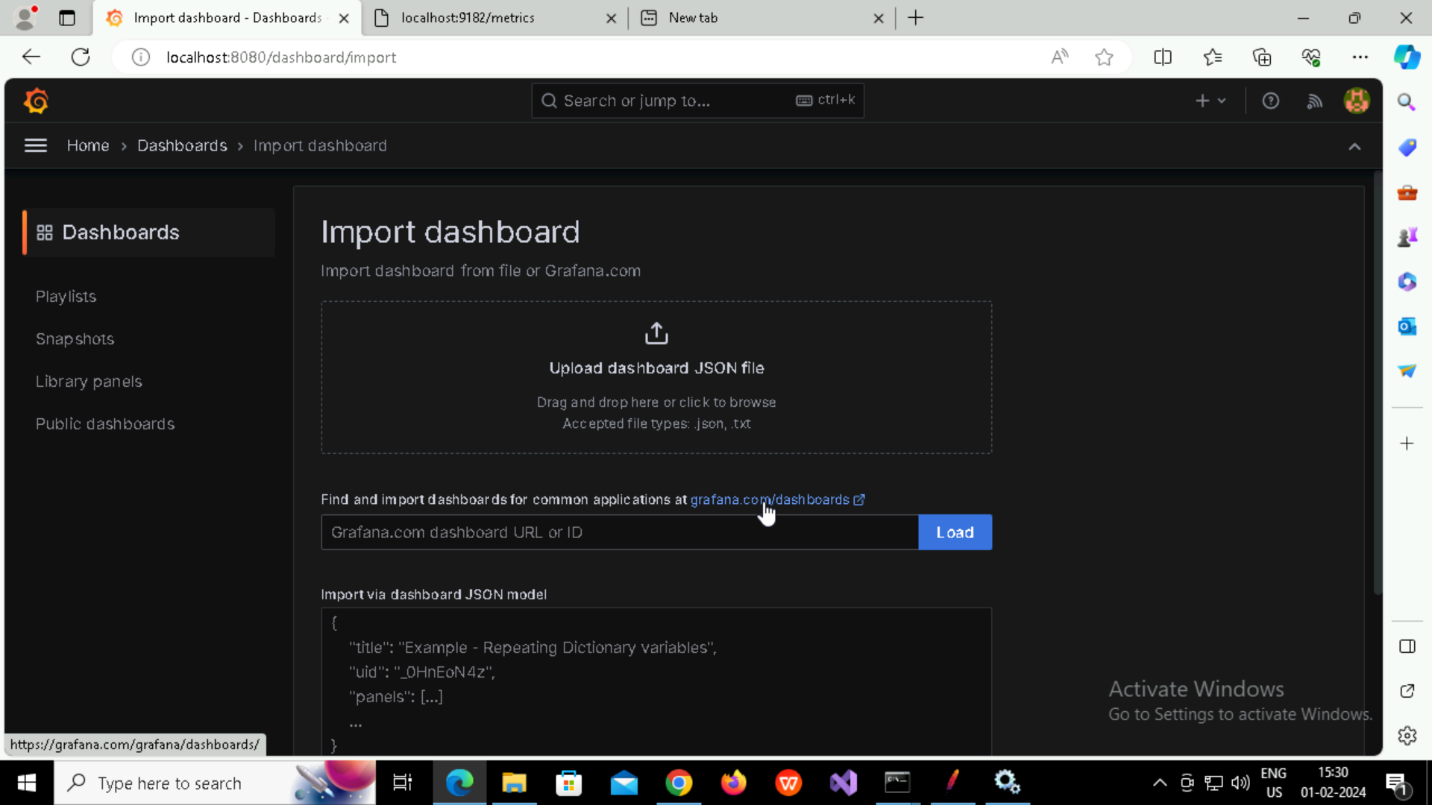 Import dashboard - Dashboards
localhost:9182/metrics
New tab
localhost:8080/dashboard/import
Search or jump to...
ctrl+k
Home
Dashboards
Import dashboard
Dashboards
Playlists
Snapshots
Library panels
Public dashboards
Import dashboard
Import dashboard from file or Grafana.com
Upload dashboard JSON file
Drag and drop here or click to browse
Accepted file types: .json, .txt
Find and import dashboards for common applications at grafana.com/dashboards
Grafana.com dashboard URL or ID
Load
Import via dashboard JSON model
{
"title": "Example - Repeating Dictionary variables",
"uid": "_0HnEoN4z",
"panels": [...]
...
}
Activate Windows
Go to Settings to activate Windows.
https://grafana.com/grafana/dashboards/
Type here to search
ENG
US
15:30
01-02-2024
1